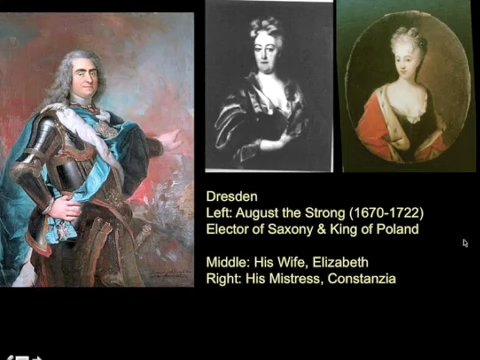 Dresden
Left: August the Strong (1670-1722)
Elector of Saxony & King of Poland
Middle: His Wife, Elizabeth
Right: His Mistress, Constanzia